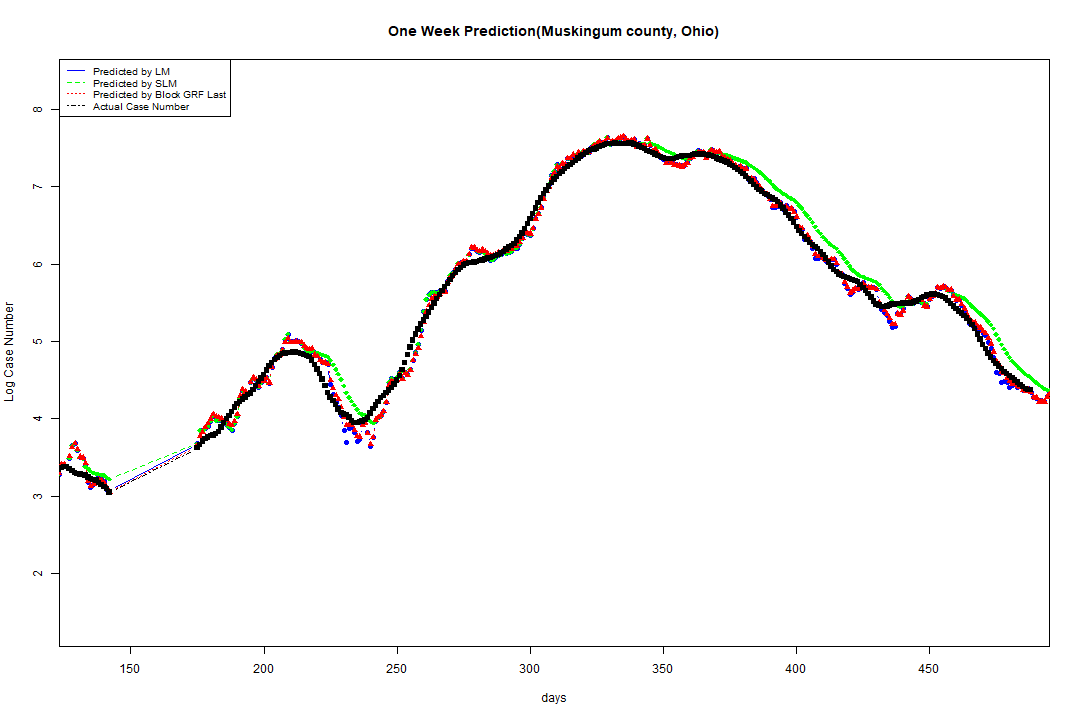 One Week Prediction(Muskingum county, Ohio)
Predicted by LM
Predicted by SLM
Predicted by Block GRF Last
Actual Case Number
Log Case Number
8
7
6
5
4
3
2
150 200 250 300 350 400 450
days